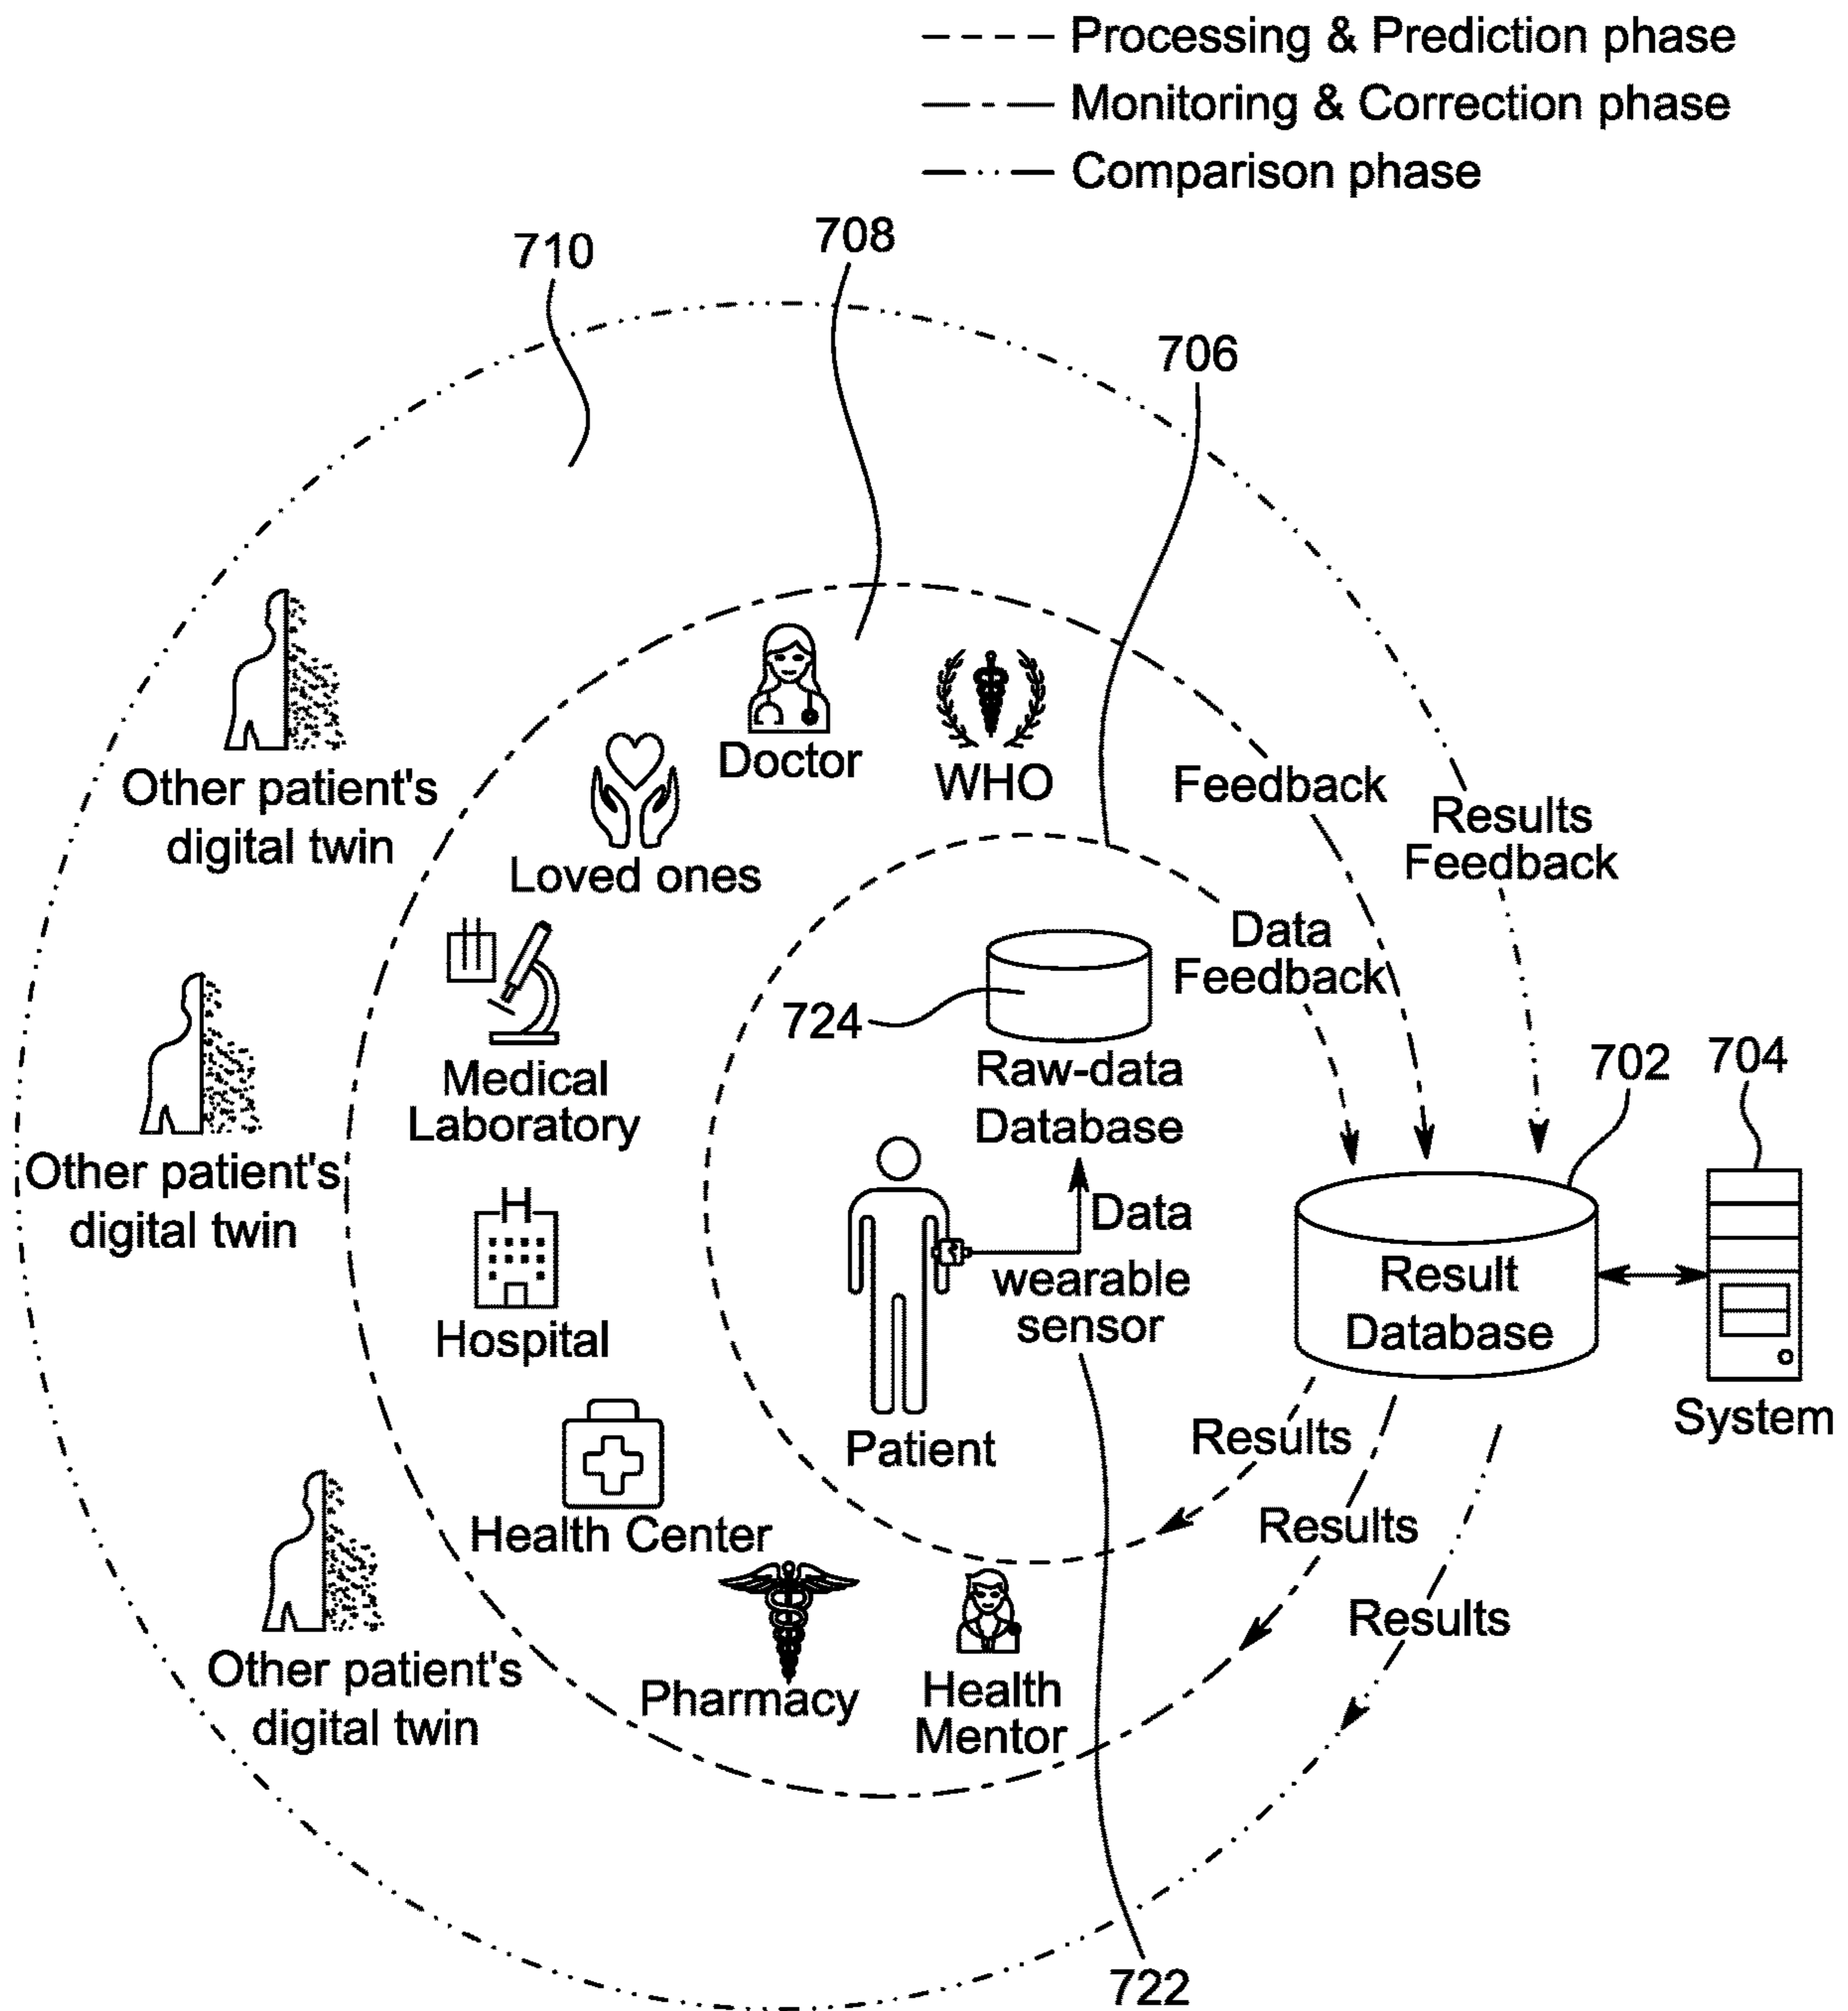 Processing & Prediction phase
Monitoring & Correction phase
Comparison phase
710
708
706
Doctor
WHO
Loved ones
Other patient's
digital twin
Feedback
Results
Feedback
Data
Feedback
724
Raw-data
Database
Medical
Laboratory
702
704
Other patient's
digital twin
Data
wearable
sensor
Hospital
Patient
Result
Database
System
Results
Results
Results
Health Center
Pharmacy
Health
Mentor
Other patient's
digital twin
722